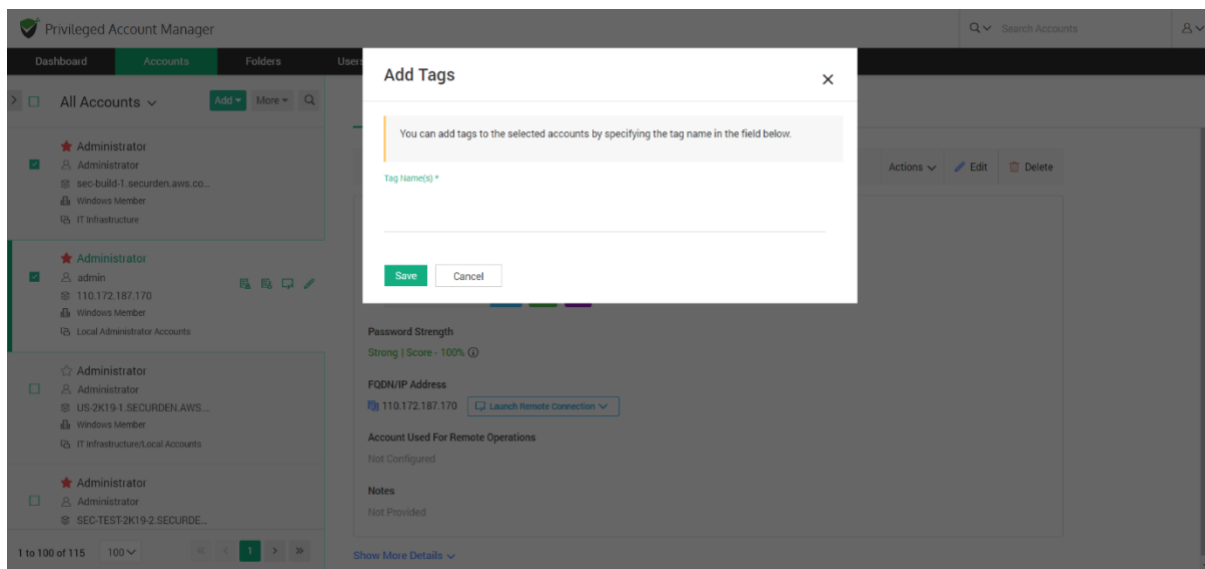 Privileged Account Manager
Search Accounts
Dashboard Accounts Folders Users
All Accounts
Add More
Administrator
Administrator
sec-build-1.securden.aws.co...
Windows Member
IT Infrastructure
Administrator
admin
110.172.187.170
Windows Member
Local Administrator Accounts
Administrator
Administrator
US-2K19-1.SECURDEN.AWS...
Windows Member
IT Infrastructure/Local Accounts
Administrator
Administrator
SEC-TEST-2K19-2.SECURDE...
1 to 100 of 115 100 1
Add Tags
You can add tags to the selected accounts by specifying the tag name in the field below.
Tag Name(s) *
Save Cancel
Actions Edit Delete
Password Strength
Strong | Score - 100%
FQDN/IP Address
110.172.187.170 Launch Remote Connection
Account Used For Remote Operations
Not Configured
Notes
Not Provided
Show More Details